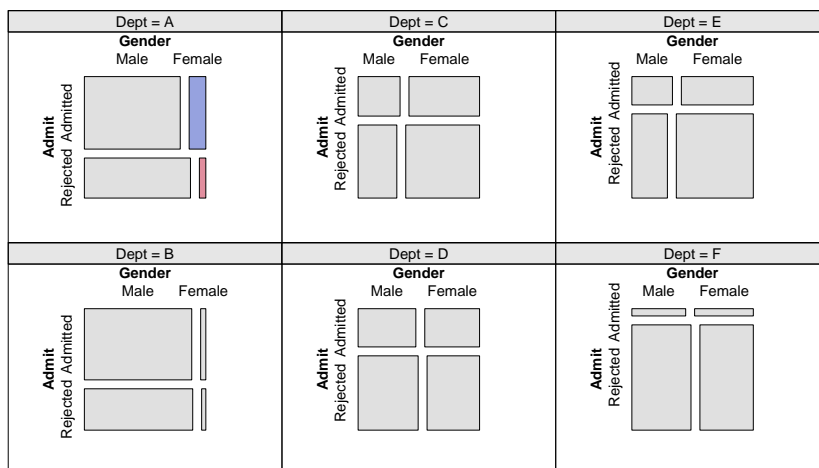 Dept = A
Gender
Male Female
Admit
Rejected Admitted
Dept = C
Gender
Male Female
Admit
Rejected Admitted
Dept = E
Gender
Male Female
Admit
Rejected Admitted
Dept = B
Gender
Male Female
Admit
Rejected Admitted
Dept = D
Gender
Male Female
Admit
Rejected Admitted
Dept = F
Gender
Male Female
Admit
Rejected Admitted